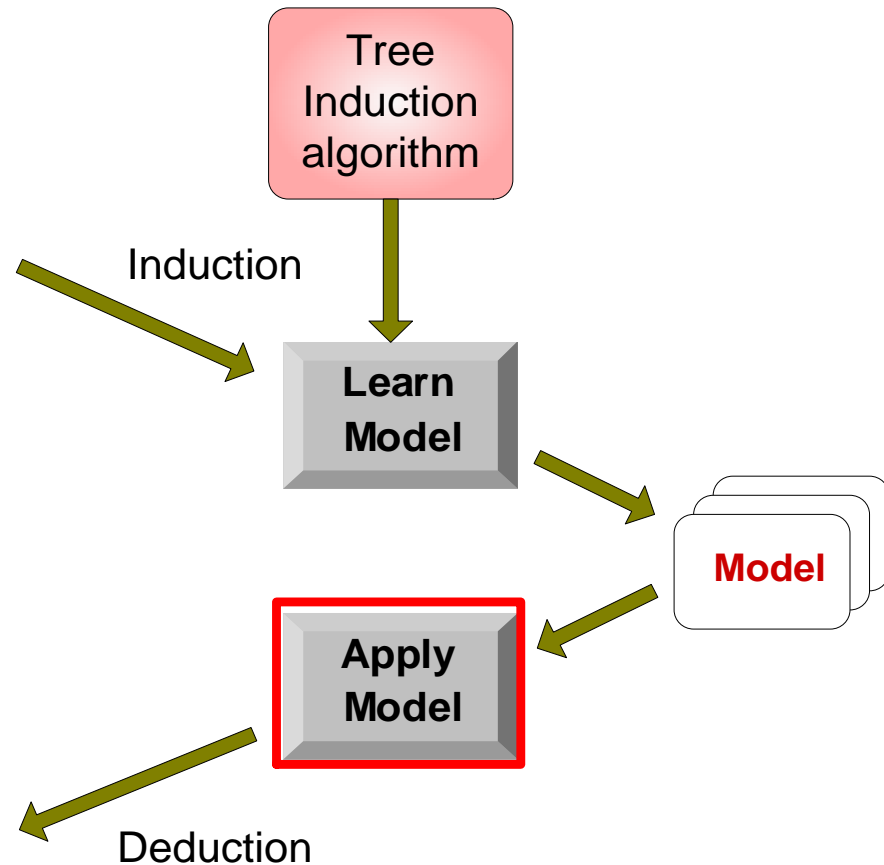 Tree
Induction
algorithm
Induction
Learn
Model
Model
Apply
Model
Deduction